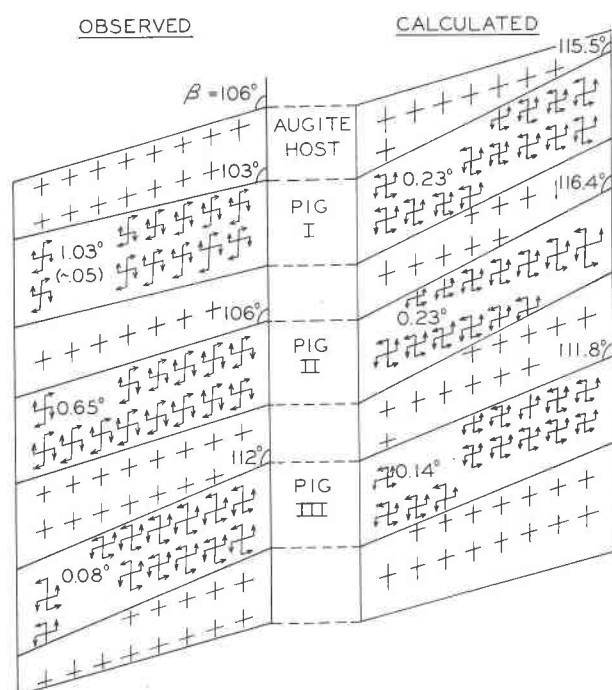 OBSERVED
CALCULATED
115.5°
β = 106°
AUGITE
HOST
103°
0.23°
116.4°
1.03°
(~.05)
PIG
I
106°
0.23°
PIG
II
111.8°
0.65°
112°
0.14°
PIG
III
0.08°